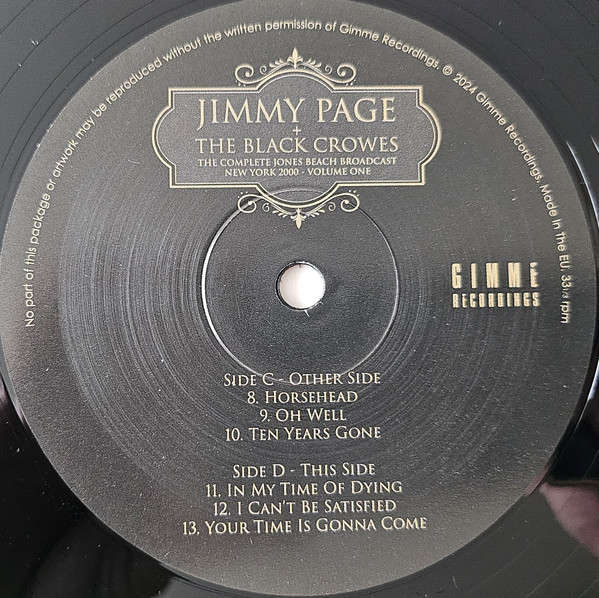 No part of this package or artwork may be reproduced without the written permission of Gimme Recordings. © 2024 Gimme Recordings. Made In The EU. 33 1/3 rpm
JIMMY PAGE
+
THE BLACK CROWES
THE COMPLETE JONES BEACH BROADCAST
NEW YORK 2000 - VOLUME ONE
GIMME
RECORDINGS
SIDE C - OTHER SIDE
8. HORSEHEAD
9. OH WELL
10. TEN YEARS GONE
SIDE D - THIS SIDE
11. IN MY TIME OF DYING
12. I CAN'T BE SATISFIED
13. YOUR TIME IS GONNA COME